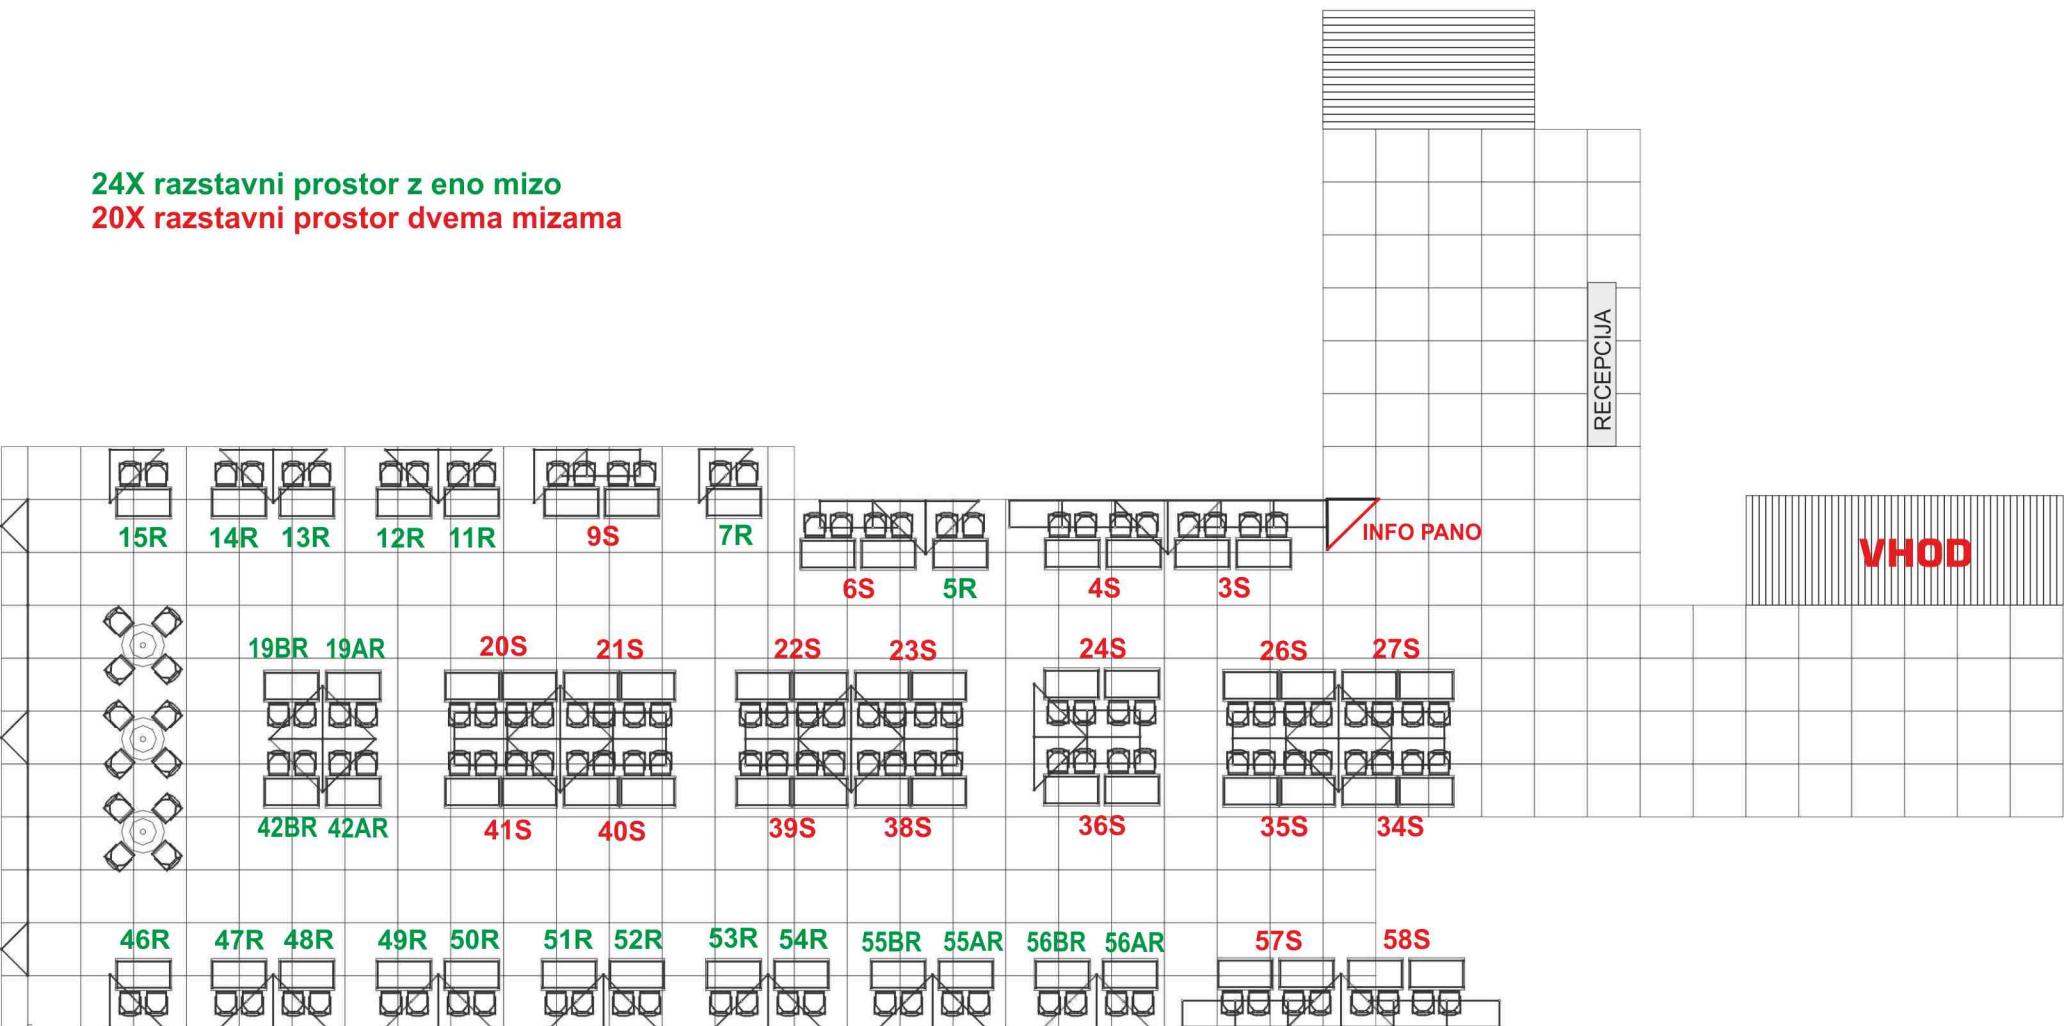 24X razstavni prostor z eno mizo
20X razstavni prostor dvema mizama
RECEPCIJA
15R 14R 13R 12R 11R 9S 7R
INFO PANO
VHOD
6S 5R 4S 3S
19BR 19AR 20S 21S 22S 23S 24S 26S 27S
42BR 42AR 41S 40S 39S 38S 36S 35S 34S
46R 47R 48R 49R 50R 51R 52R 53R 54R 55BR 55AR 56BR 56AR 57S 58S